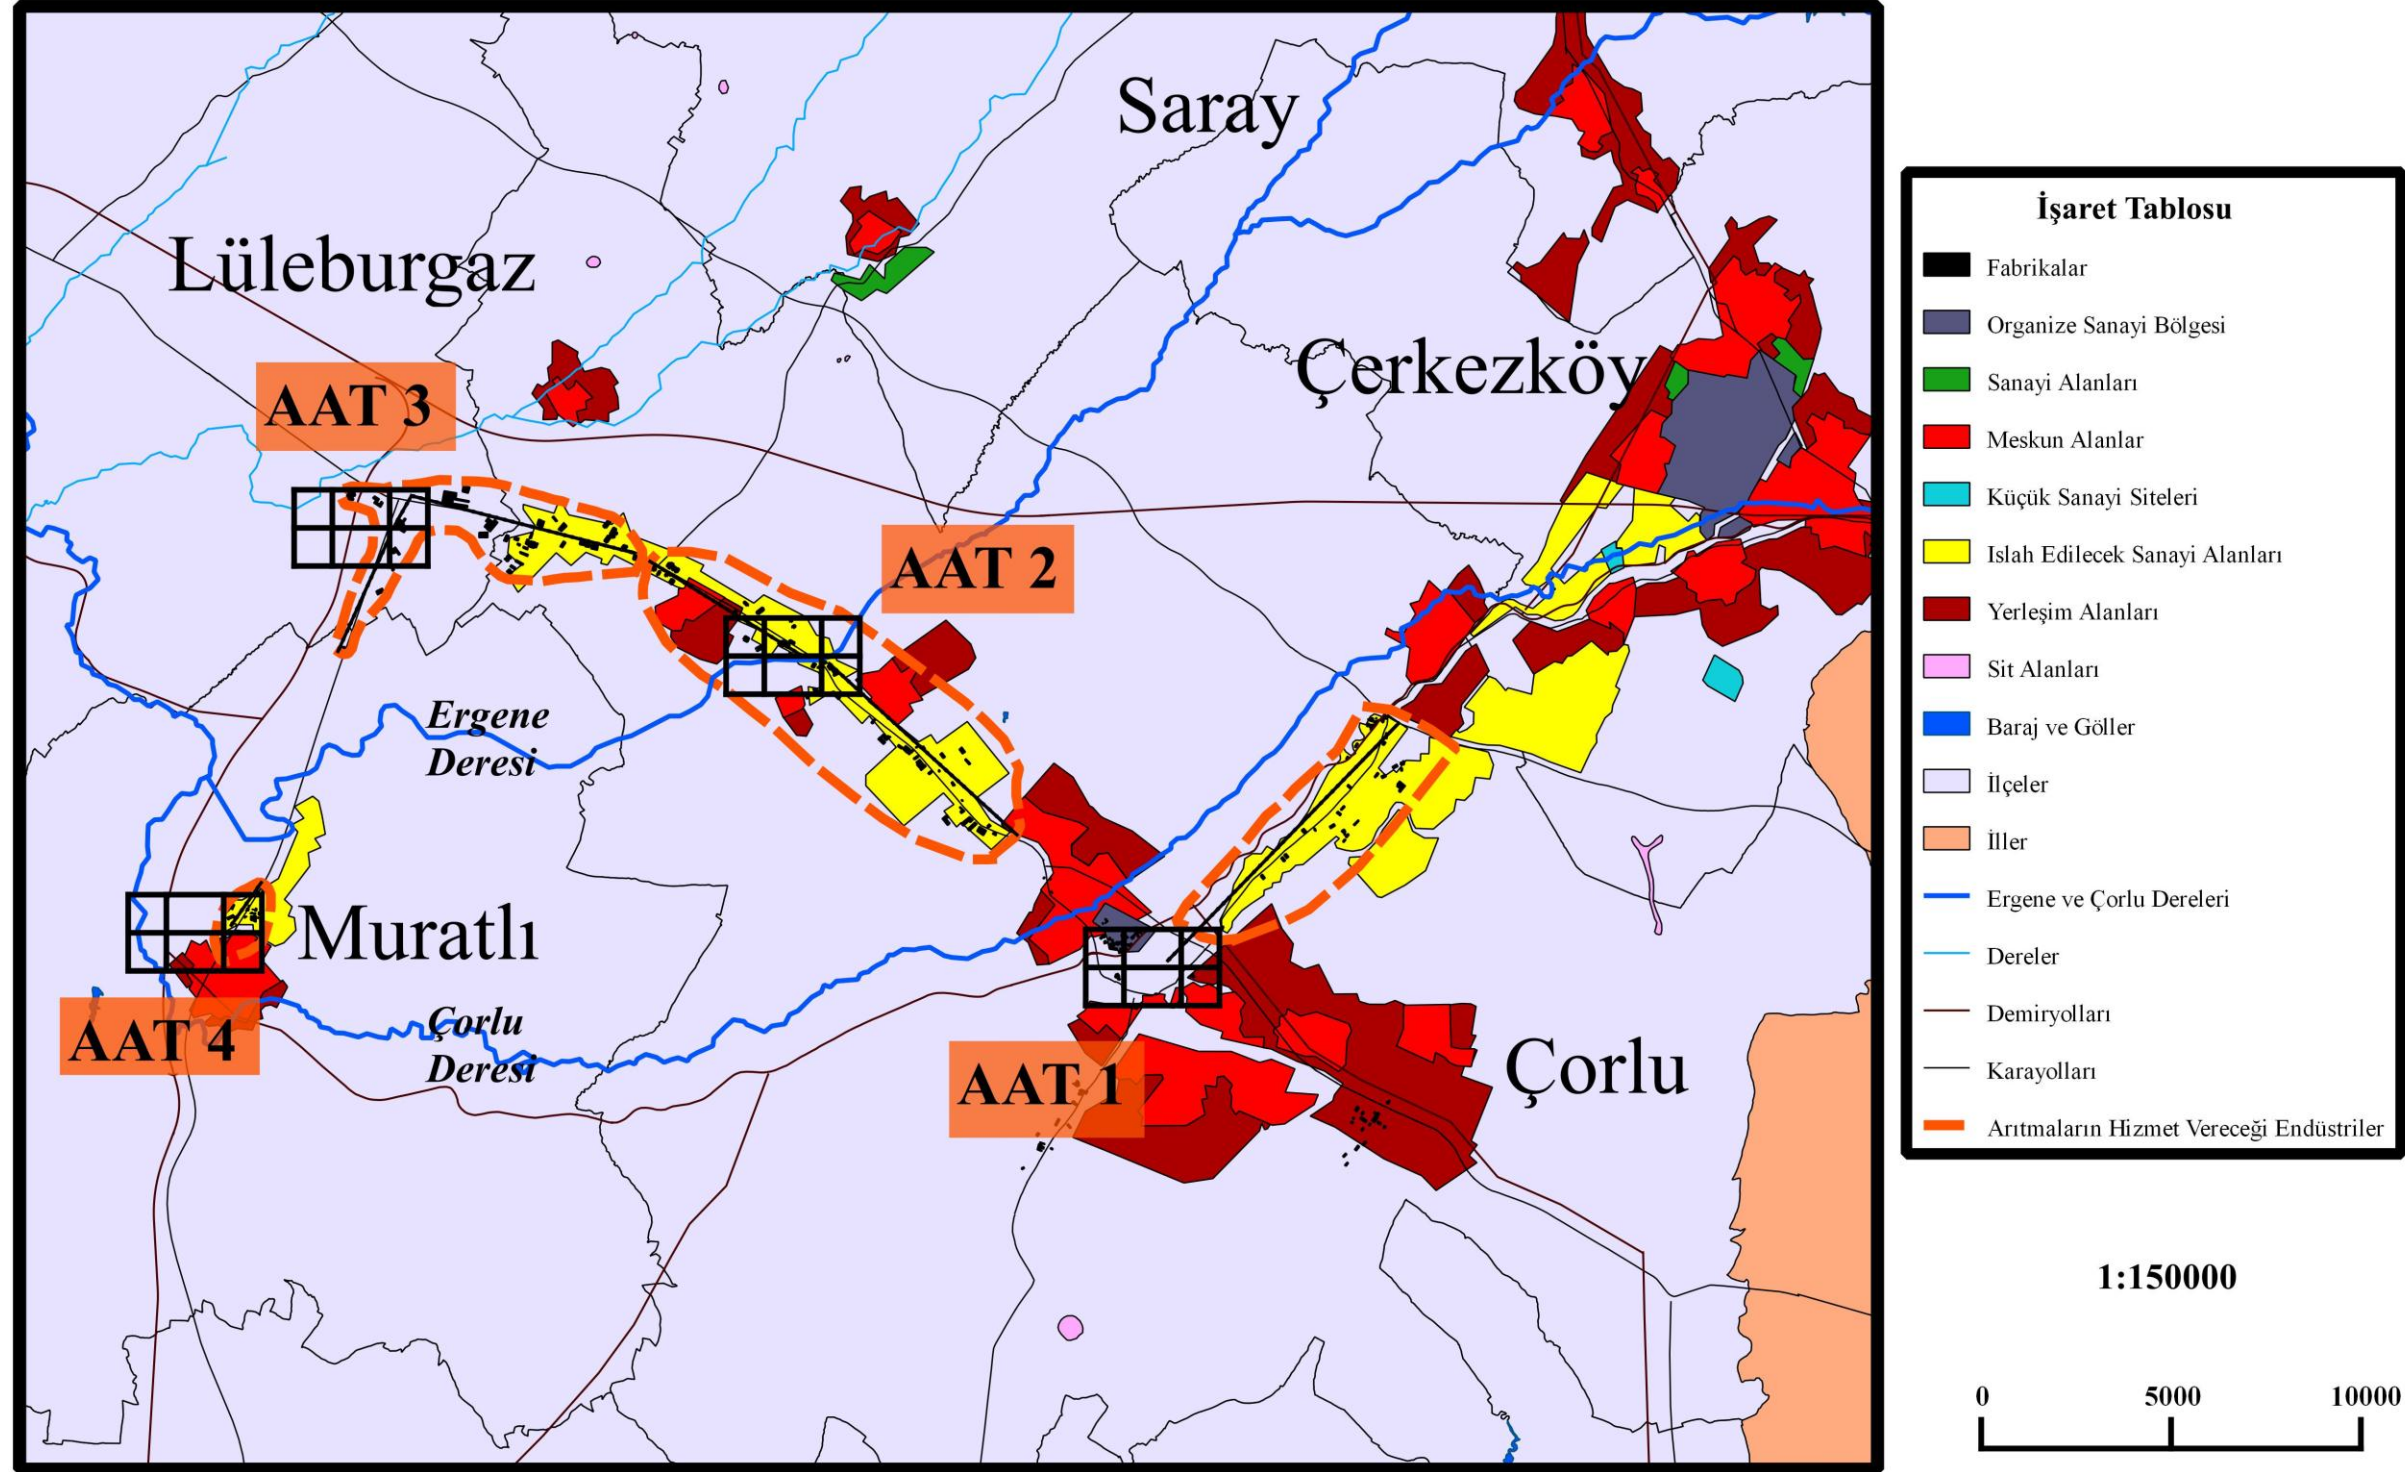 Saray
Lüleburgaz
Çerkezköy
AAT 3
AAT 2
Ergene
Deresi
Muratlı
AAT 4
Çorlu
Deresi
AAT 1
Çorlu
İşaret Tablosu
Fabrikalar
Organize Sanayi Bölgesi
Sanayi Alanları
Meskun Alanlar
Küçük Sanayi Siteleri
Islah Edilecek Sanayi Alanları
Yerleşim Alanları
Sit Alanları
Baraj ve Göller
İlçeler
İller
Ergene ve Çorlu Dereleri
Dereler
Demiryolları
Karayolları
Arıtmaların Hizmet Vereceği Endüstriler
1:150000
0 5000 10000